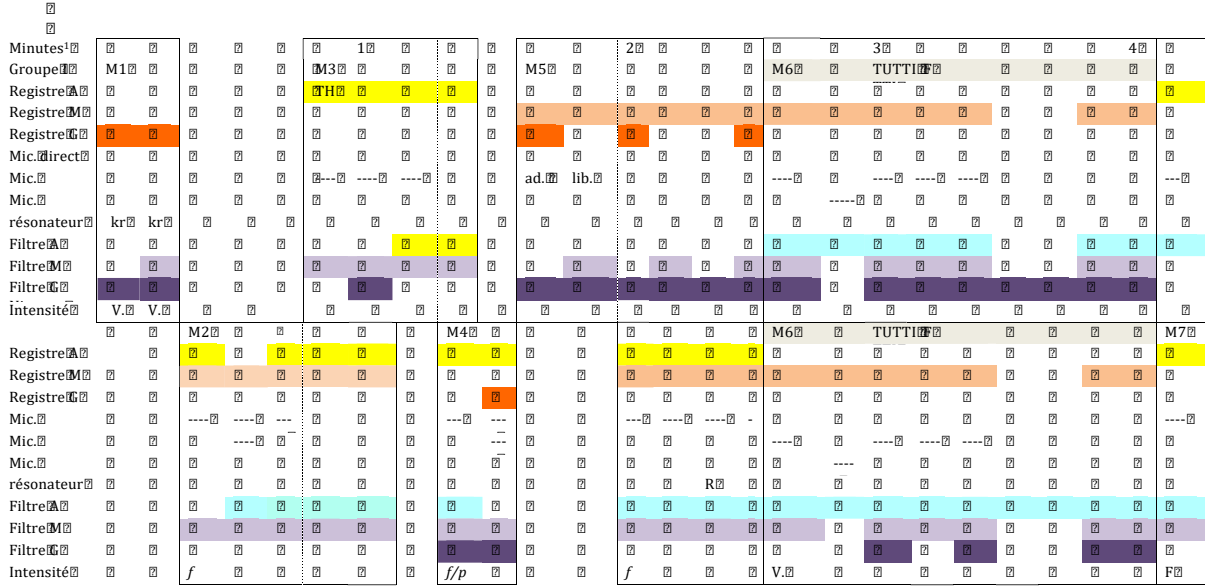 Minutes¹ 1 2 3 4
Groupe I M1 M3 M5 M6 TUTTI F
Registre A TH
Registre M
Registre G
Mic. direct
Mic. ---- ---- ---- ad. lib. ---- ---- ---- ---- ---
Mic. -----
résonateur kr kr
Filtre A
Filtre M
Filtre G
Intensité V. V.
M2 M4 M6 TUTTI F M7
Registre A
Registre M
Registre G
Mic. ---- ---- --- --- --- --- ---- ---- - ----
Mic. ---- --- ---- ---- ---- ----
Mic. ----
résonateur R
Filtre A
Filtre M
Filtre G
Intensité f f/p f V. F